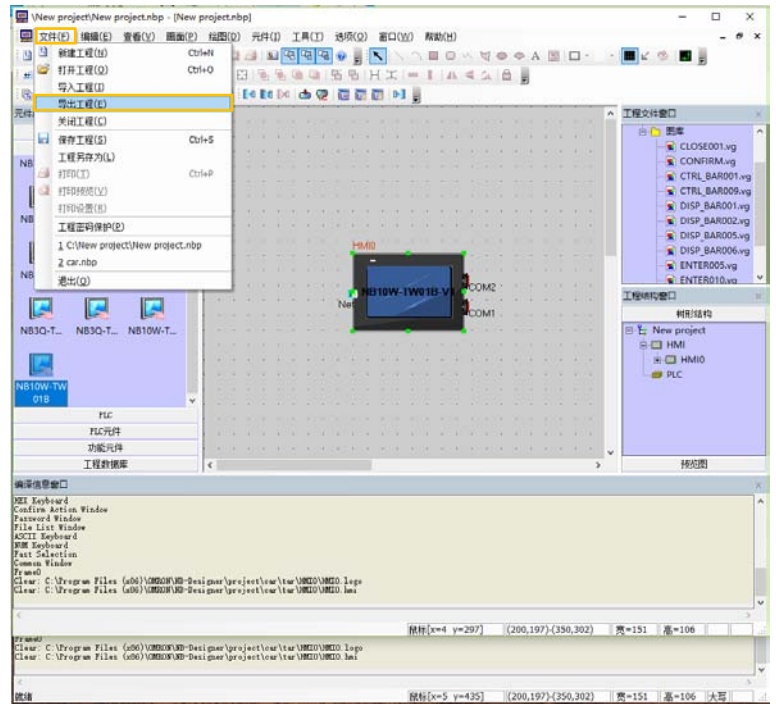 New project\New project.nbp - [New project.nbp]
文件(F) 编辑(E) 查看(V) 画面(P) 绘图(D) 元件(I) 工具(T) 选项(O) 窗口(W) 帮助(H)
新建工程(N) Ctrl+N
打开工程(O) Ctrl+O
导入工程(I)
导出工程(E)
关闭工程(C)
保存工程(S) Ctrl+S
工程另存为(L)
打印(T) Ctrl+P
打印预览(V)
打印设置(R)
工程密码保护(P)
1 C:\New project\New project.nbp
2 car.nbp
退出(Q)
NB3Q-T... NB3Q-T... NB10W-T...
NB10W-TW
01B
PLC
PLC元件
功能元件
工程数据库
HMI0
NB10W-TW01B-V1
COM2
COM1
Net
工程文件窗口
图库
CLOSE001.vg
CONFIRM.vg
CTRL_BAR001.vg
CTRL_BAR009.vg
DISP_BAR001.vg
DISP_BAR002.vg
DISP_BAR005.vg
DISP_BAR006.vg
ENTER005.vg
ENTER010.vg
工程结构窗口
树形结构
New project
HMI
HMI0
PLC
预览图
编译信息窗口
HEX Keyboard
Confirm Action Window
Password Window
File List Window
ASCII Keyboard
NUM Keyboard
Fast Selection
Common Window
Frame0
Clear: C:\Program Files (x86)\OMRON\NB-Designer\project\car\tar\HMI0\HMI0.logo
Clear: C:\Program Files (x86)\OMRON\NB-Designer\project\car\tar\HMI0\HMI0.hmi
鼠标[x=4 y=297] (200,197)-(350,302) 宽=151 高=106
Frame0
Clear: C:\Program Files (x86)\OMRON\NB-Designer\project\car\tar\HMI0\HMI0.logo
Clear: C:\Program Files (x86)\OMRON\NB-Designer\project\car\tar\HMI0\HMI0.hmi
就绪 鼠标[x=5 y=435] (200,197)-(350,302) 宽=151 高=106 大写